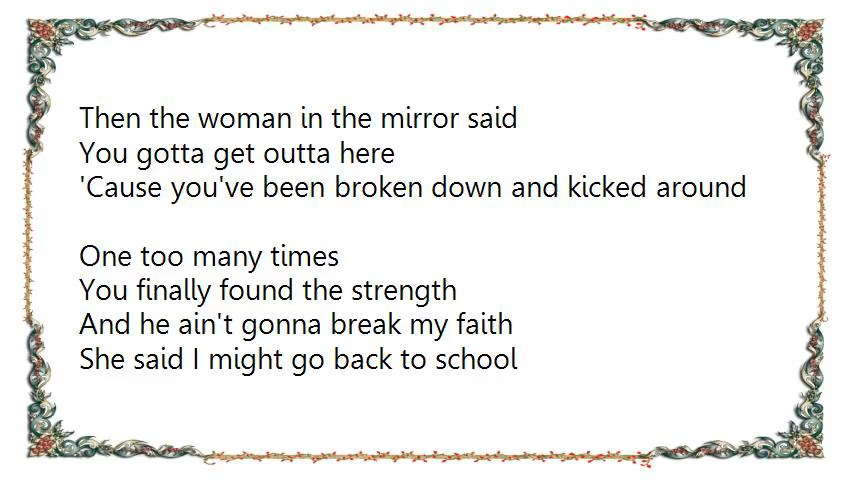 Then the woman in the mirror said
You gotta get outta here
'Cause you've been broken down and kicked around
One too many times
You finally found the strength
And he ain't gonna break my faith
She said I might go back to school